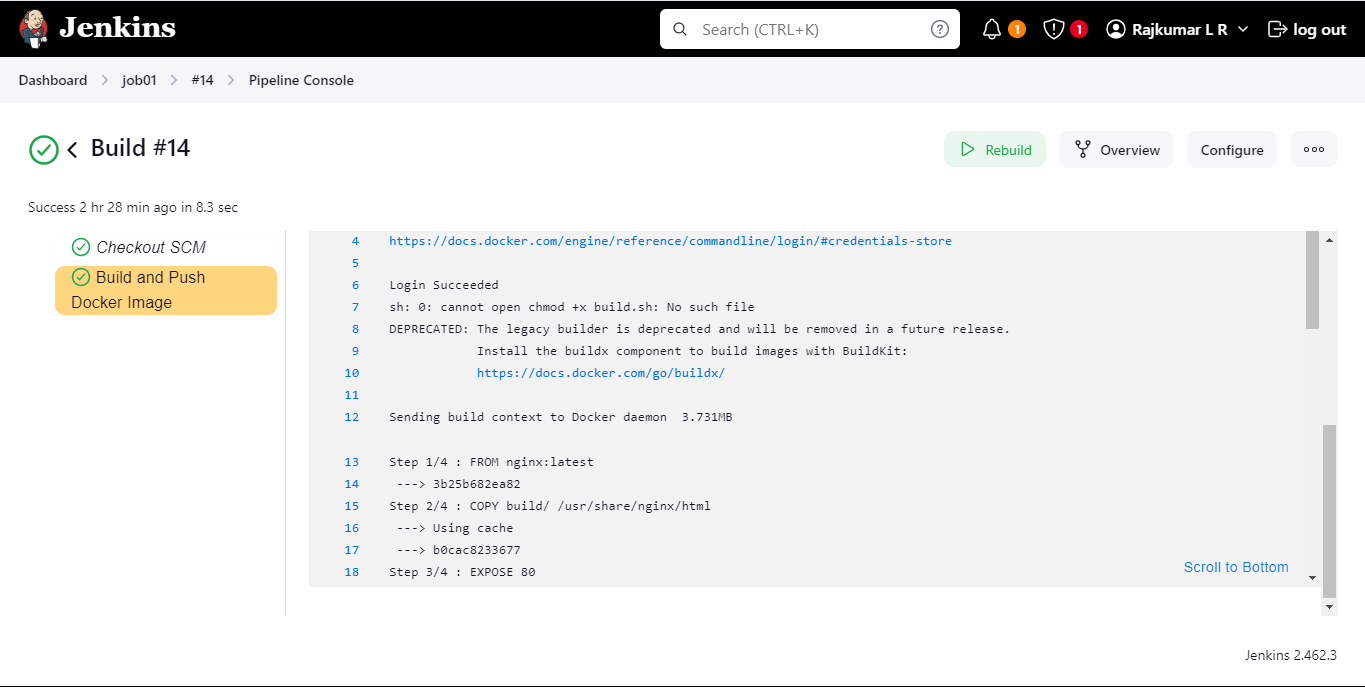 Jenkins
Search (CTRL+K)
?
1
1
Rajkumar L R
log out
Dashboard > job01 > #14 > Pipeline Console
Build #14
Rebuild
Overview
Configure
Success 2 hr 28 min ago in 8.3 sec
Checkout SCM
Build and Push
Docker Image
4 https://docs.docker.com/engine/reference/commandline/login/#credentials-store
5
6 Login Succeeded
7 sh: 0: cannot open chmod +x build.sh: No such file
8 DEPRECATED: The legacy builder is deprecated and will be removed in a future release.
9 Install the buildx component to build images with BuildKit:
10 https://docs.docker.com/go/buildx/
11
12 Sending build context to Docker daemon  3.731MB
13 Step 1/4 : FROM nginx:latest
14 ---> 3b25b682ea82
15 Step 2/4 : COPY build/ /usr/share/nginx/html
16 ---> Using cache
17 ---> b0cac8233677
18 Step 3/4 : EXPOSE 80
Scroll to Bottom
Jenkins 2.462.3